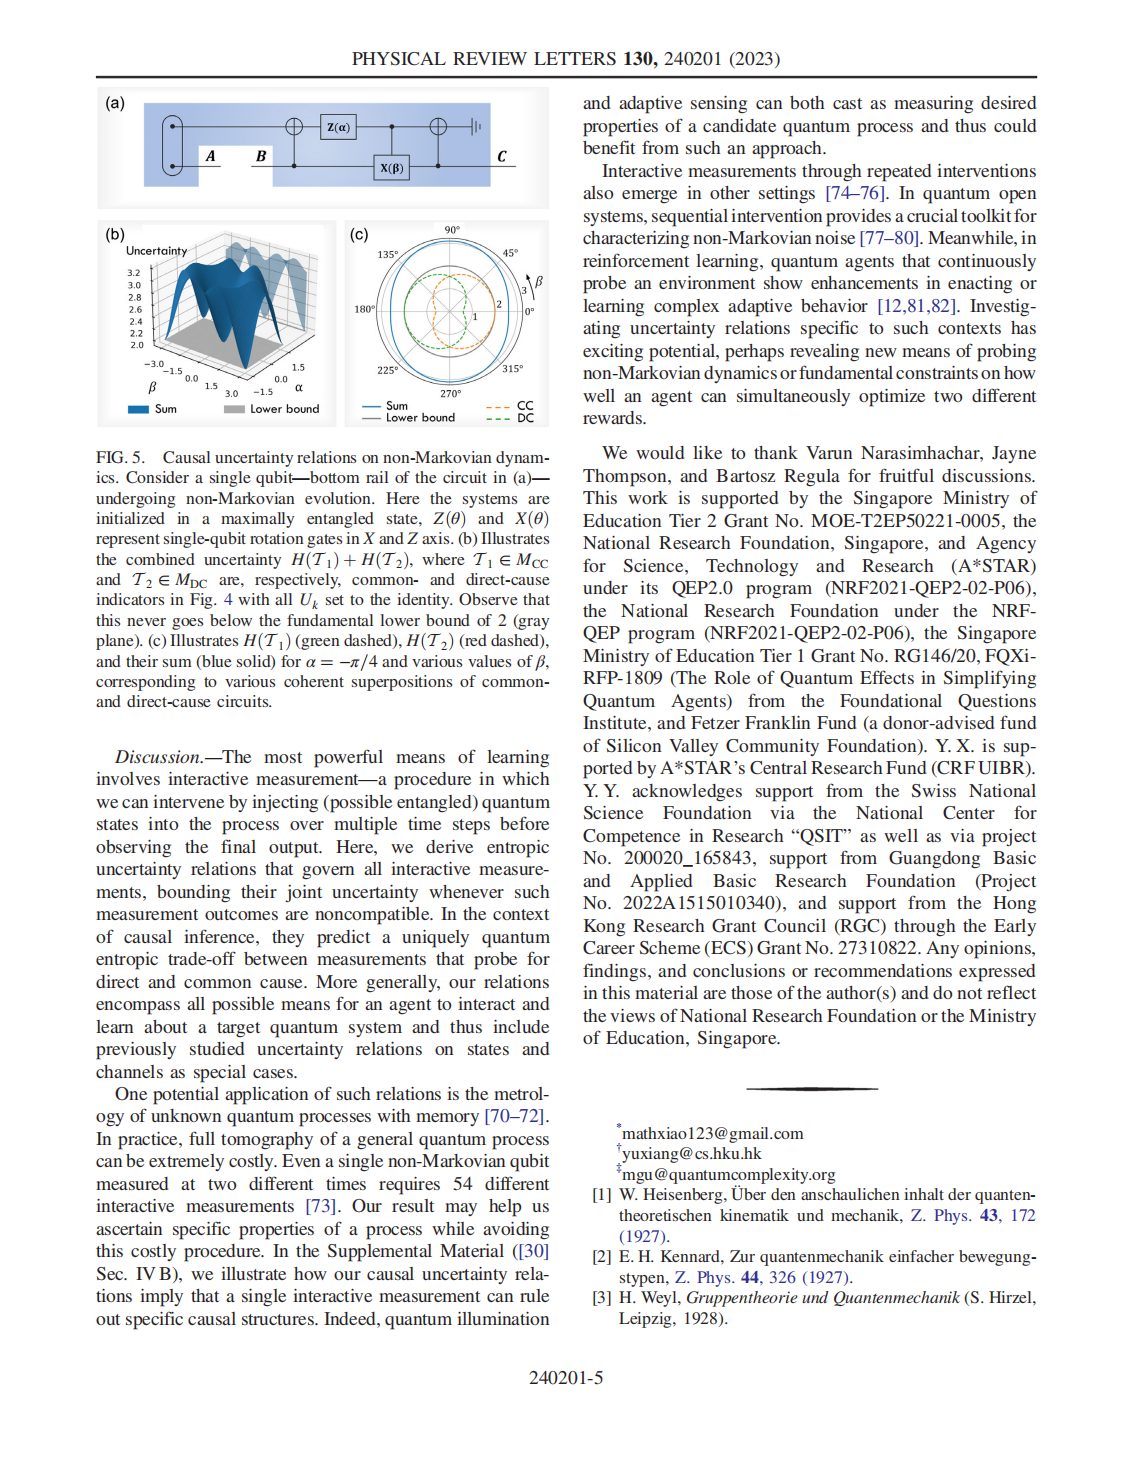 PHYSICAL REVIEW LETTERS 130, 240201 (2023)
(a)
Z(α)
A
B
X(β)
C
(b)
Uncertainty
3.2
3.0
2.8
2.6
2.4
2.2
2.0
−3.0
−1.5
0.0
1.5
3.0
β
−1.5
0.0
1.5
α
Sum
Lower bound
(c)
90°
135°
45°
β
3
180°
2
0°
1
225°
315°
270°
Sum
CC
Lower bound
DC
FIG. 5. Causal uncertainty relations on non-Markovian dynam-
ics. Consider a single qubit—bottom rail of the circuit in (a)—
undergoing non-Markovian evolution. Here the systems are
initialized in a maximally entangled state, Z(θ) and X(θ)
represent single-qubit rotation gates in X and Z axis. (b) Illustrates
the combined uncertainty H(𝒯1) + H(𝒯2), where 𝒯1 ∈ MCC
and 𝒯2 ∈ MDC are, respectively, common- and direct-cause
indicators in Fig. 4 with all Uk set to the identity. Observe that
this never goes below the fundamental lower bound of 2 (gray
plane). (c) Illustrates H(𝒯1) (green dashed), H(𝒯2) (red dashed),
and their sum (blue solid) for α = −π/4 and various values of β,
corresponding to various coherent superpositions of common-
and direct-cause circuits.
Discussion.—The most powerful means of learning
involves interactive measurement—a procedure in which
we can intervene by injecting (possible entangled) quantum
states into the process over multiple time steps before
observing the final output. Here, we derive entropic
uncertainty relations that govern all interactive measure-
ments, bounding their joint uncertainty whenever such
measurement outcomes are noncompatible. In the context
of causal inference, they predict a uniquely quantum
entropic trade-off between measurements that probe for
direct and common cause. More generally, our relations
encompass all possible means for an agent to interact and
learn about a target quantum system and thus include
previously studied uncertainty relations on states and
channels as special cases.
One potential application of such relations is the metrol-
ogy of unknown quantum processes with memory [70–72].
In practice, full tomography of a general quantum process
can be extremely costly. Even a single non-Markovian qubit
measured at two different times requires 54 different
interactive measurements [73]. Our result may help us
ascertain specific properties of a process while avoiding
this costly procedure. In the Supplemental Material ([30]
Sec. IV B), we illustrate how our causal uncertainty rela-
tions imply that a single interactive measurement can rule
out specific causal structures. Indeed, quantum illumination
and adaptive sensing can both cast as measuring desired
properties of a candidate quantum process and thus could
benefit from such an approach.
Interactive measurements through repeated interventions
also emerge in other settings [74–76]. In quantum open
systems, sequential intervention provides a crucial toolkit for
characterizing non-Markovian noise [77–80]. Meanwhile, in
reinforcement learning, quantum agents that continuously
probe an environment show enhancements in enacting or
learning complex adaptive behavior [12,81,82]. Investig-
ating uncertainty relations specific to such contexts has
exciting potential, perhaps revealing new means of probing
non-Markovian dynamics or fundamental constraints on how
well an agent can simultaneously optimize two different
rewards.
We would like to thank Varun Narasimhachar, Jayne
Thompson, and Bartosz Regula for fruitful discussions.
This work is supported by the Singapore Ministry of
Education Tier 2 Grant No. MOE-T2EP50221-0005, the
National Research Foundation, Singapore, and Agency
for Science, Technology and Research (A*STAR)
under its QEP2.0 program (NRF2021-QEP2-02-P06),
the National Research Foundation under the NRF-
QEP program (NRF2021-QEP2-02-P06), the Singapore
Ministry of Education Tier 1 Grant No. RG146/20, FQXi-
RFP-1809 (The Role of Quantum Effects in Simplifying
Quantum Agents) from the Foundational Questions
Institute, and Fetzer Franklin Fund (a donor-advised fund
of Silicon Valley Community Foundation). Y. X. is sup-
ported by A*STAR's Central Research Fund (CRF UIBR).
Y. Y. acknowledges support from the Swiss National
Science Foundation via the National Center for
Competence in Research “QSIT” as well as via project
No. 200020_165843, support from Guangdong Basic
and Applied Basic Research Foundation (Project
No. 2022A1515010340), and support from the Hong
Kong Research Grant Council (RGC) through the Early
Career Scheme (ECS) Grant No. 27310822. Any opinions,
findings, and conclusions or recommendations expressed
in this material are those of the author(s) and do not reflect
the views of National Research Foundation or the Ministry
of Education, Singapore.
*mathxiao123@gmail.com
†yuxiang@cs.hku.hk
‡mgu@quantumcomplexity.org
[1] W. Heisenberg, Über den anschaulichen inhalt der quanten-
theoretischen kinematik und mechanik, Z. Phys. 43, 172
(1927).
[2] E. H. Kennard, Zur quantenmechanik einfacher bewegung-
stypen, Z. Phys. 44, 326 (1927).
[3] H. Weyl, Gruppentheorie und Quantenmechanik (S. Hirzel,
Leipzig, 1928).
240201-5